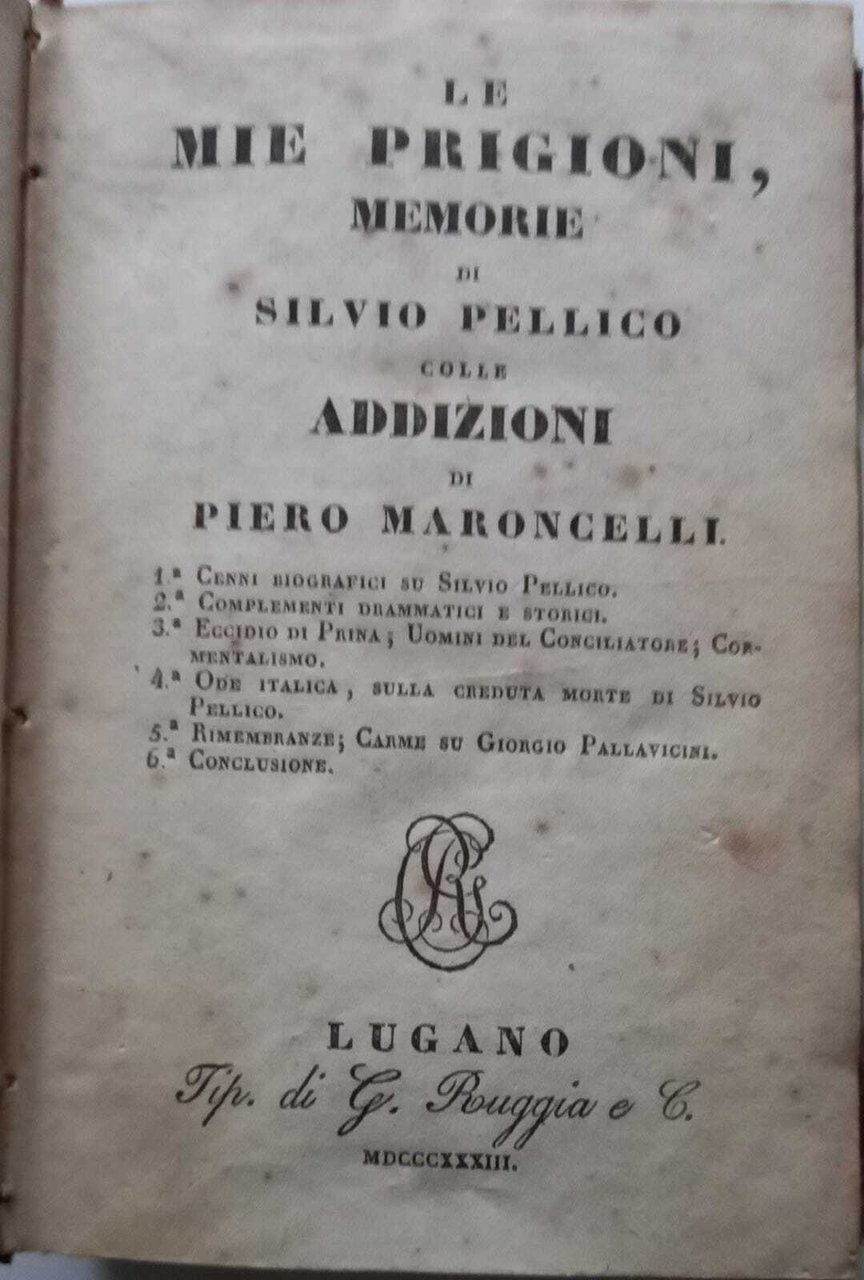 LE
MIE PRIGIONI,
MEMORIE
DI
SILVIO PELLICO
COLLE
ADDIZIONI
DI
PIERO MARONCELLI.
1.ª CENNI BIOGRAFICI SU SILVIO PELLICO.
2.ª COMPLEMENTI DRAMMATICI E STORICI.
3.ª ECCIDIO DI PRINA; UOMINI DEL CONCILIATORE; COR-
MENTALISMO.
4.ª ODE ITALICA, SULLA CREDUTA MORTE DI SILVIO
PELLICO.
5.ª RIMEMBRANZE; CARME SU GIORGIO PALLAVICINI.
6.ª CONCLUSIONE.
LUGANO
Tip. di G. Ruggia e C.
MDCCCXXXIII.